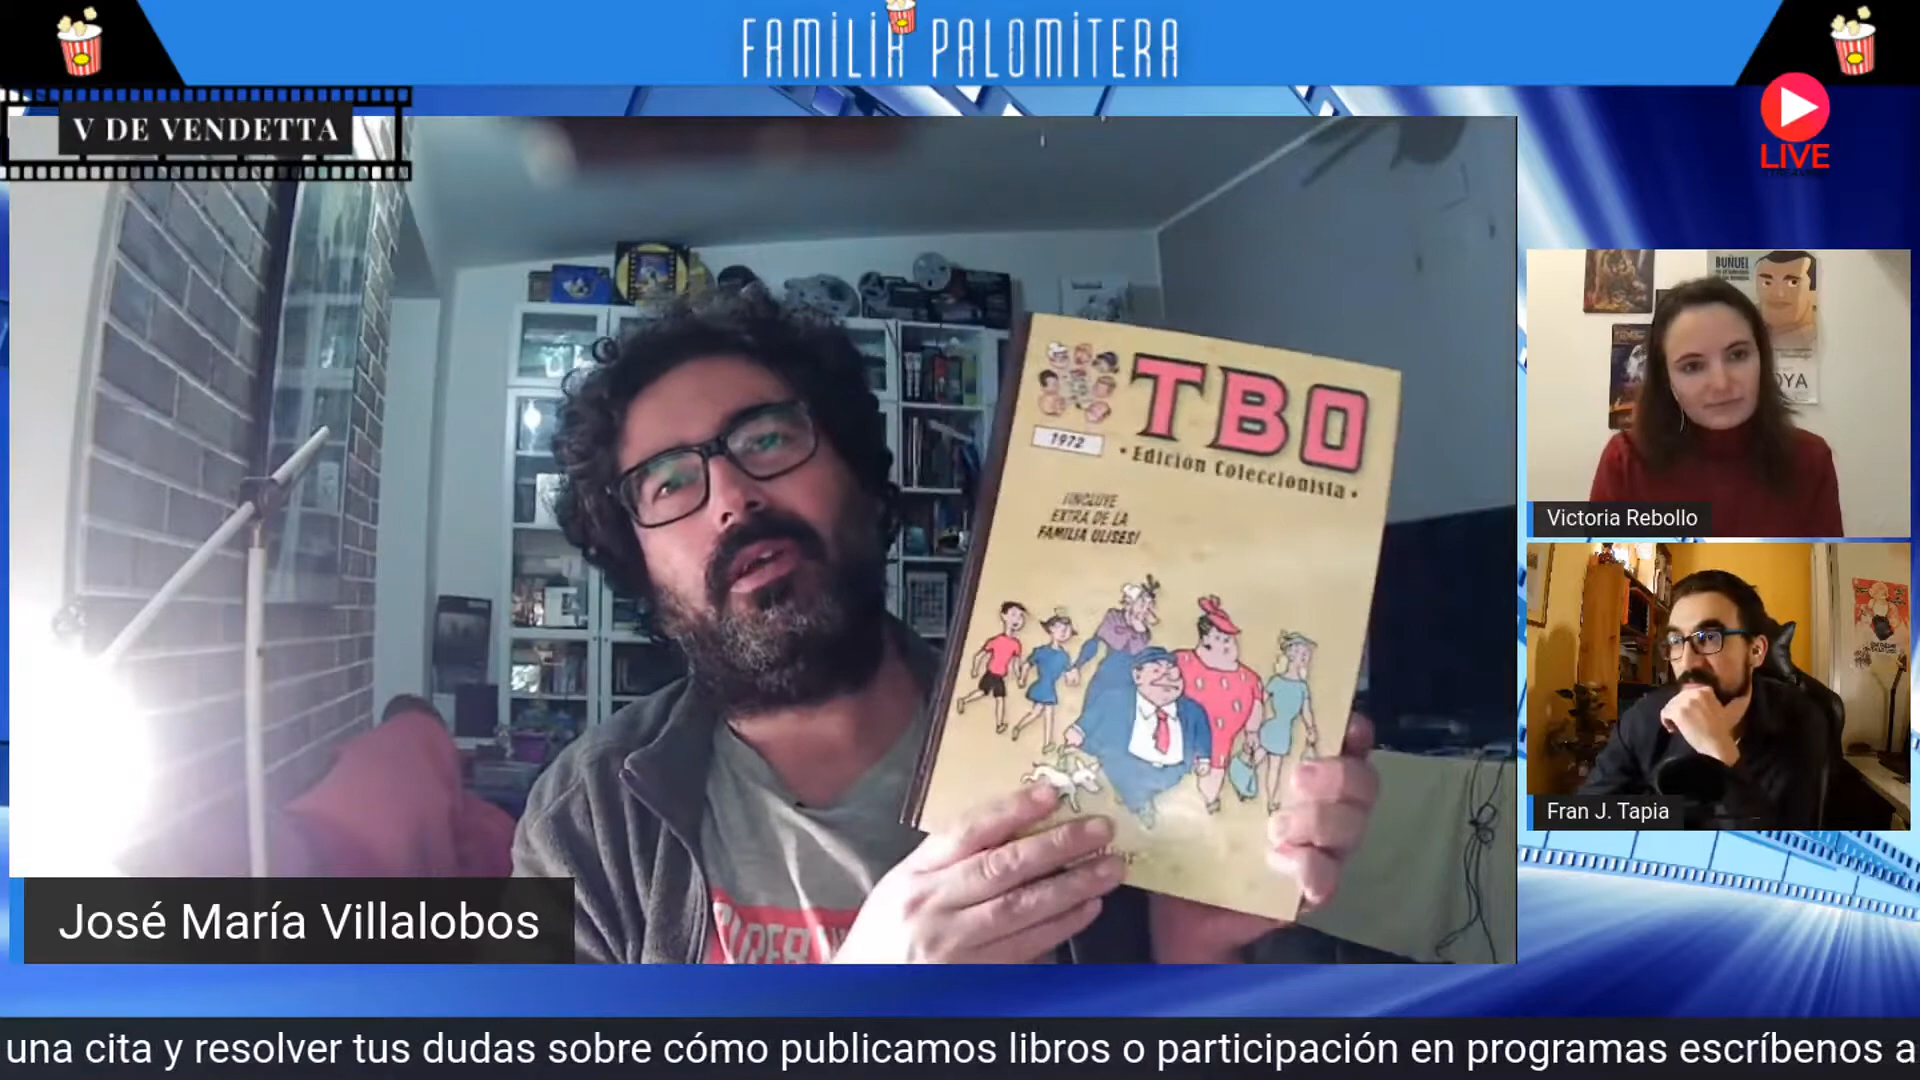 FAMILIA PALOMITERA
V DE VENDETTA
LIVE
BUÑUEL
TBO
1972
• Edición Coleccionista •
¡INCLUYE
EXTRA DE LA
FAMILIA ULISES!
OYA
Victoria Rebollo
Fran J. Tapia
José María Villalobos
una cita y resolver tus dudas sobre cómo publicamos libros o participación en programas escríbenos a